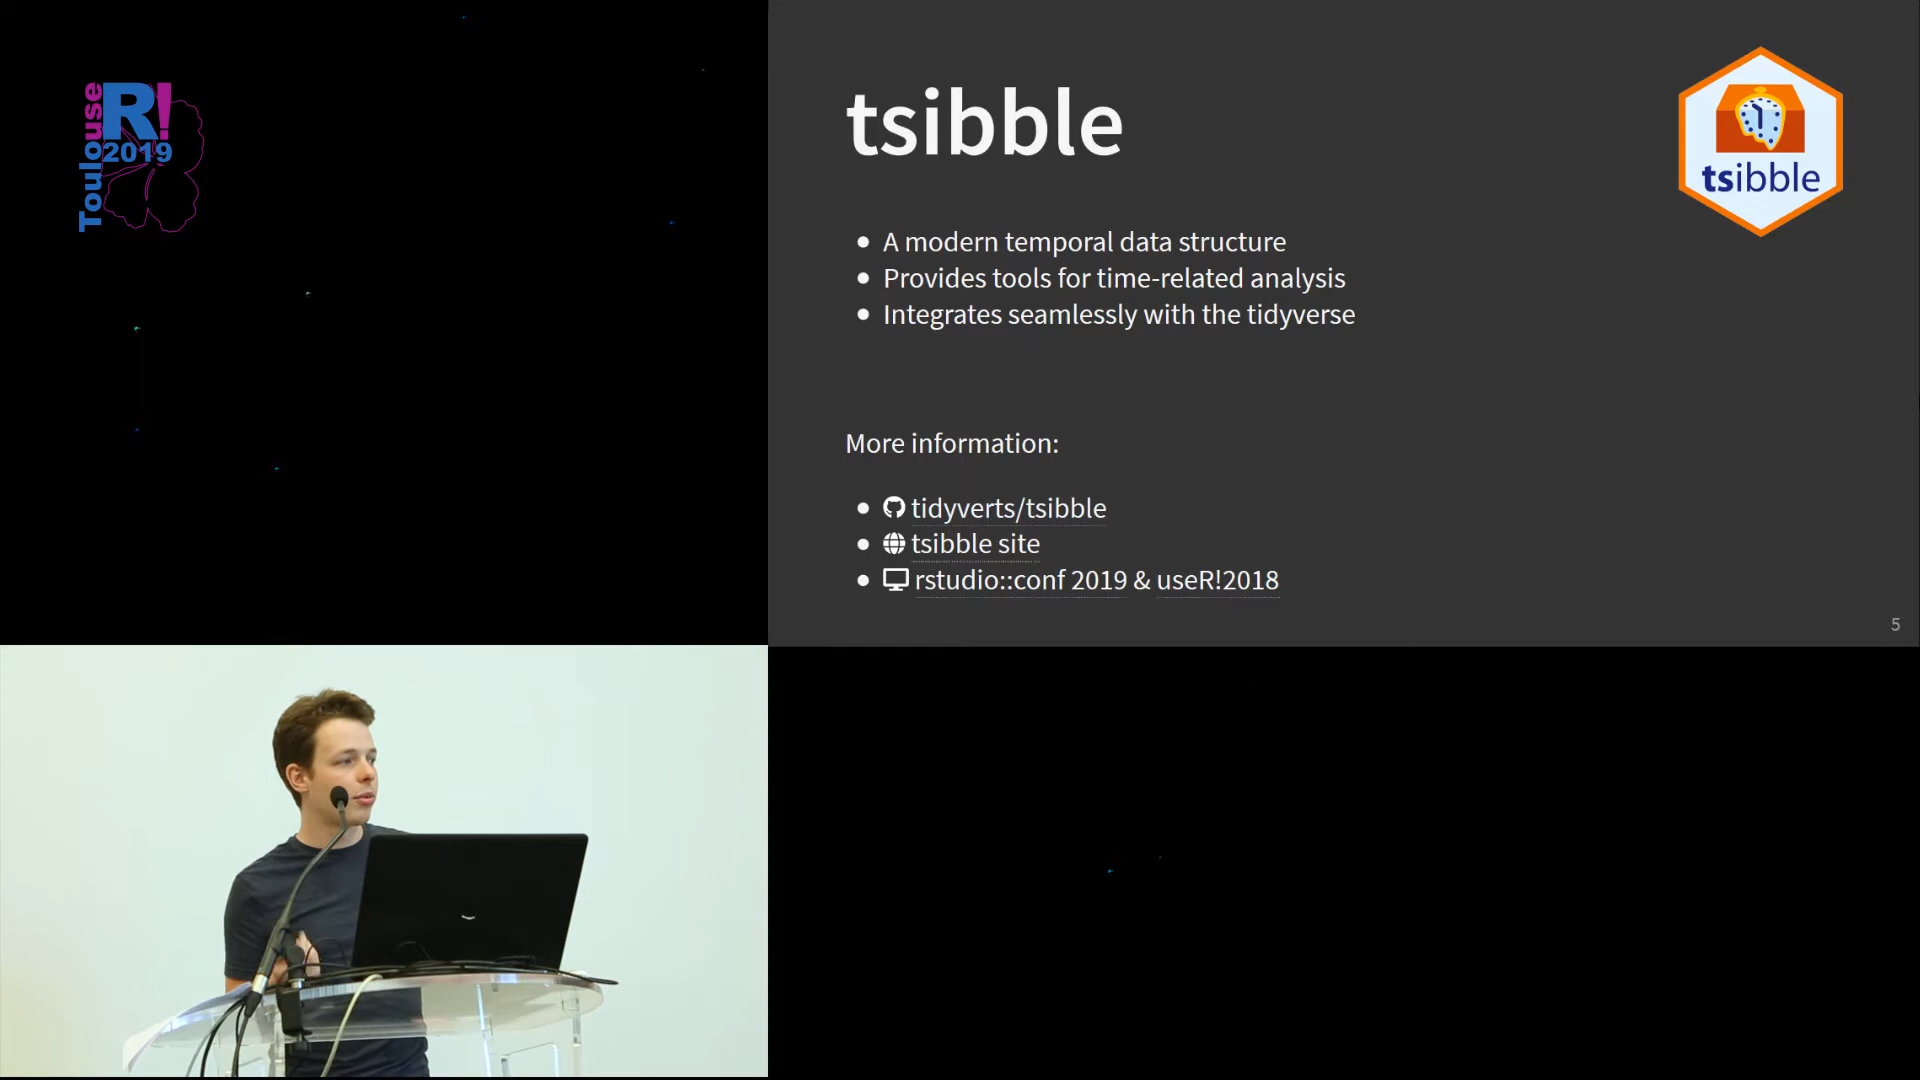 Toulouse
R!
2019
tsibble
tsibble
● A modern temporal data structure
● Provides tools for time-related analysis
● Integrates seamlessly with the tidyverse
More information:
● tidyverts/tsibble
● tsibble site
● rstudio::conf 2019 & useR!2018
5